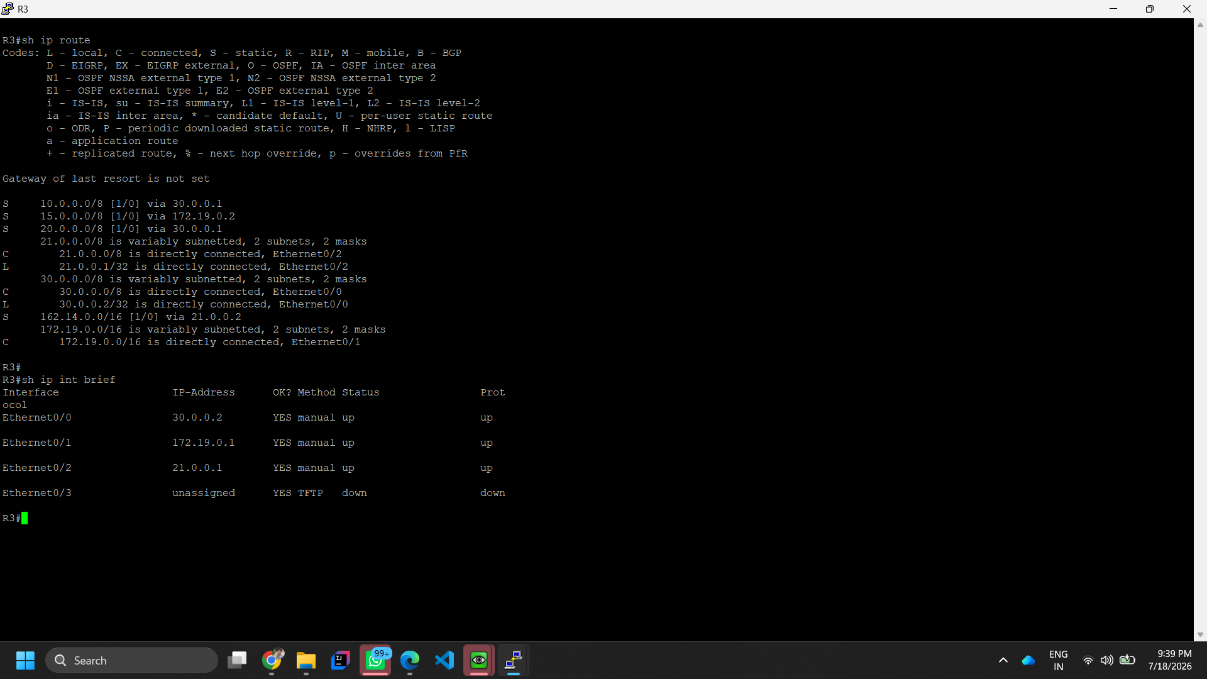 R3
R3#sh ip route
Codes: L - local, C - connected, S - static, R - RIP, M - mobile, B - BGP
       D - EIGRP, EX - EIGRP external, O - OSPF, IA - OSPF inter area
       N1 - OSPF NSSA external type 1, N2 - OSPF NSSA external type 2
       E1 - OSPF external type 1, E2 - OSPF external type 2
       i - IS-IS, su - IS-IS summary, L1 - IS-IS level-1, L2 - IS-IS level-2
       ia - IS-IS inter area, * - candidate default, U - per-user static route
       o - ODR, P - periodic downloaded static route, H - NHRP, l - LISP
       a - application route
       + - replicated route, % - next hop override, p - overrides from PfR
Gateway of last resort is not set
S     10.0.0.0/8 [1/0] via 30.0.0.1
S     15.0.0.0/8 [1/0] via 172.19.0.2
S     20.0.0.0/8 [1/0] via 30.0.0.1
      21.0.0.0/8 is variably subnetted, 2 subnets, 2 masks
C        21.0.0.0/8 is directly connected, Ethernet0/2
L        21.0.0.1/32 is directly connected, Ethernet0/2
      30.0.0.0/8 is variably subnetted, 2 subnets, 2 masks
C        30.0.0.0/8 is directly connected, Ethernet0/0
L        30.0.0.2/32 is directly connected, Ethernet0/0
S     162.14.0.0/16 [1/0] via 21.0.0.2
      172.19.0.0/16 is variably subnetted, 2 subnets, 2 masks
C        172.19.0.0/16 is directly connected, Ethernet0/1
R3#
R3#sh ip int brief
Interface                  IP-Address      OK? Method Status                Prot
ocol
Ethernet0/0                30.0.0.2        YES manual up                    up
Ethernet0/1                172.19.0.1      YES manual up                    up
Ethernet0/2                21.0.0.1        YES manual up                    up
Ethernet0/3                unassigned      YES TFTP   down                  down
R3#
Search
99+
ENG
IN
9:39 PM
7/18/2026